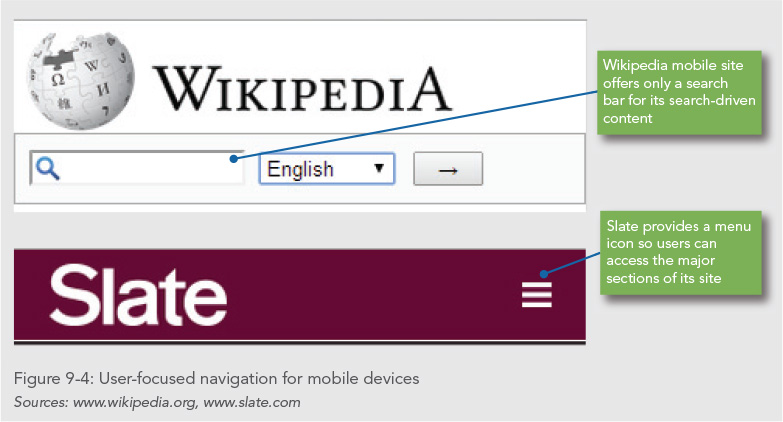 WIKIPEDIA
Wikipedia mobile site
offers only a search
bar for its search-driven
content
English
→
Slate
Slate provides a menu
icon so users can
access the major
sections of its site
Figure 9-4: User-focused navigation for mobile devices
Sources: www.wikipedia.org, www.slate.com